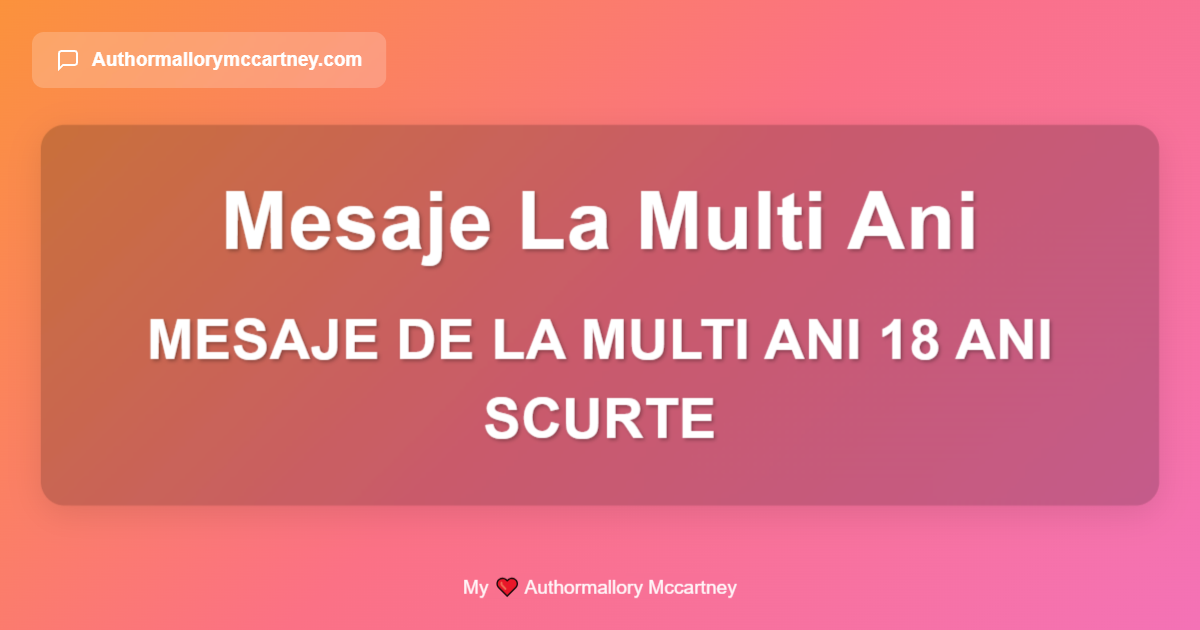 Authormallorymccartney.com
Mesaje La Multi Ani
MESAJE DE LA MULTI ANI 18 ANI
SCURTE
My ❤️ Authormallory Mccartney